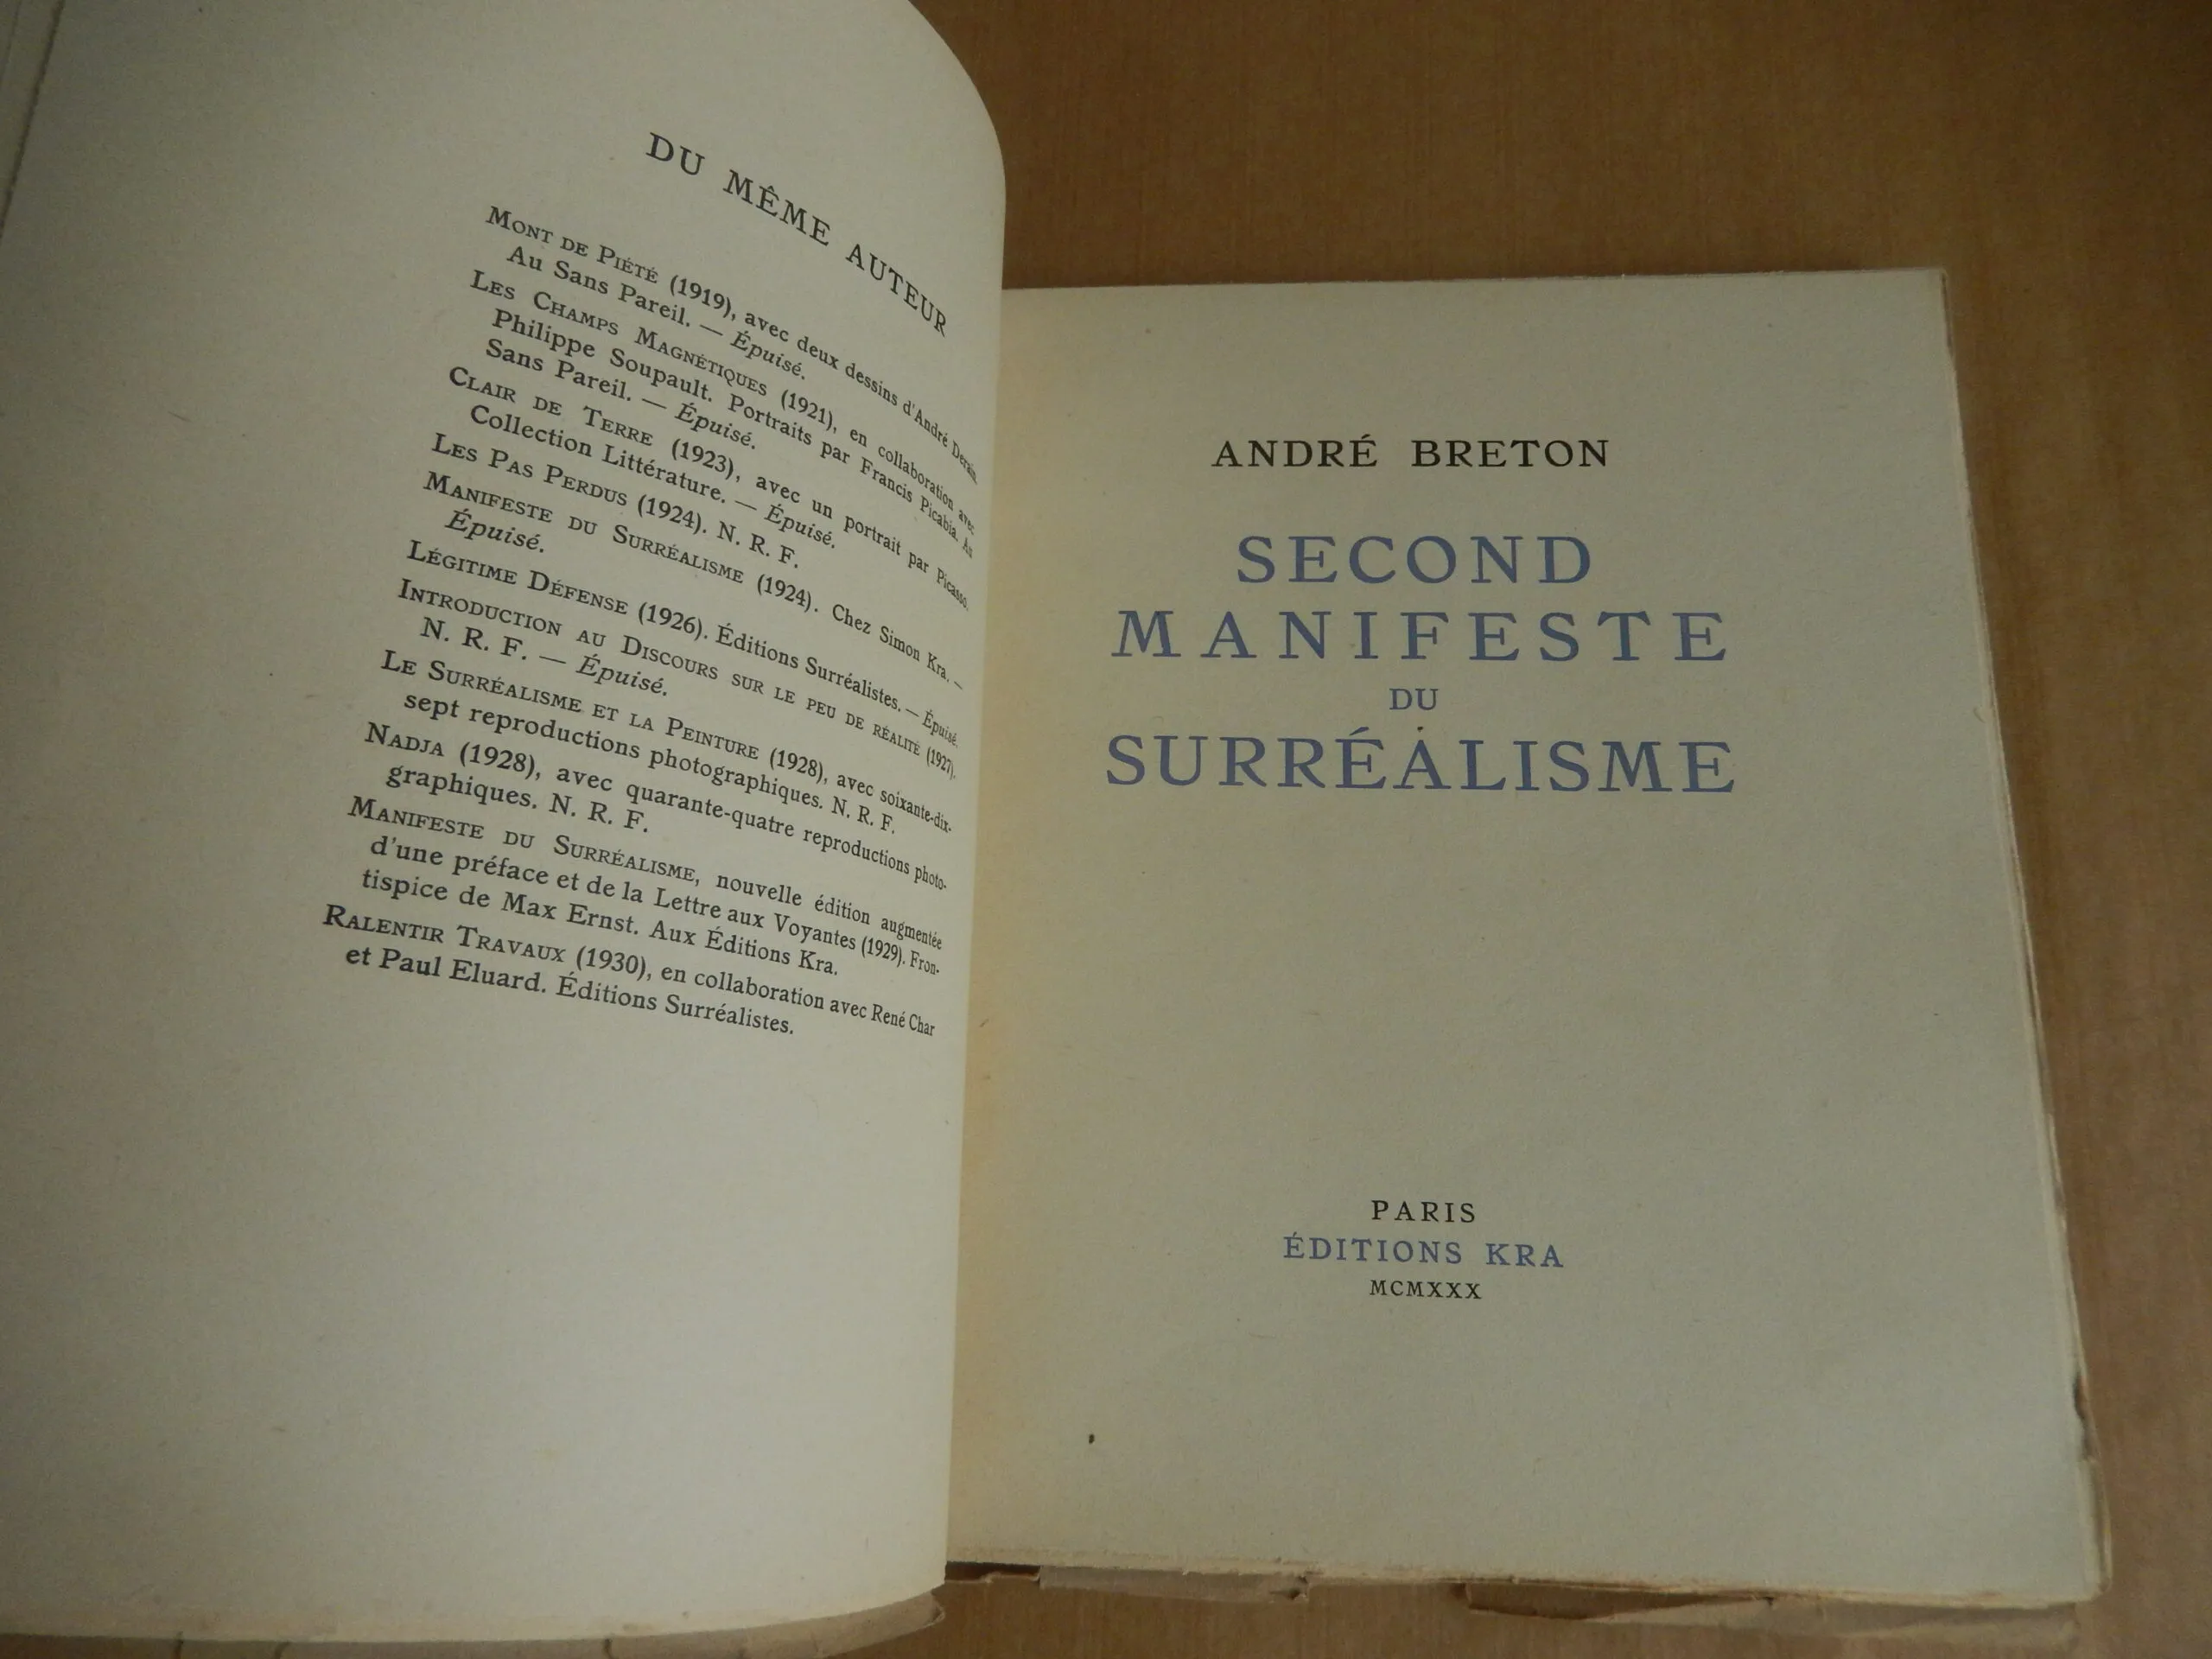 DU MÊME AUTEUR
MONT DE PIÉTÉ (1919), avec deux dessins d'André Derain.
Au Sans Pareil. — Épuisé.
LES CHAMPS MAGNÉTIQUES (1921), en collaboration avec
Philippe Soupault. Portraits par Francis Picabia. Au
Sans Pareil. — Épuisé.
CLAIR DE TERRE (1923), avec un portrait par Picasso.
Collection Littérature. — Épuisé.
LES PAS PERDUS (1924). N. R. F.
MANIFESTE DU SURRÉALISME (1924). Chez Simon Kra. —
Épuisé.
LÉGITIME DÉFENSE (1926). Éditions Surréalistes. — Épuisé.
INTRODUCTION AU DISCOURS SUR LE PEU DE RÉALITÉ (1927).
N. R. F. — Épuisé.
LE SURRÉALISME ET LA PEINTURE (1928), avec soixante-dix-
sept reproductions photographiques. N. R. F.
NADJA (1928), avec quarante-quatre reproductions photo-
graphiques. N. R. F.
MANIFESTE DU SURRÉALISME, nouvelle édition augmentée
d'une préface et de la Lettre aux Voyantes (1929). Fron-
tispice de Max Ernst. Aux Éditions Kra.
RALENTIR TRAVAUX (1930), en collaboration avec René Char
et Paul Eluard. Éditions Surréalistes.
ANDRÉ BRETON
SECOND
MANIFESTE
DU
SURRÉALISME
PARIS
ÉDITIONS KRA
MCMXXX